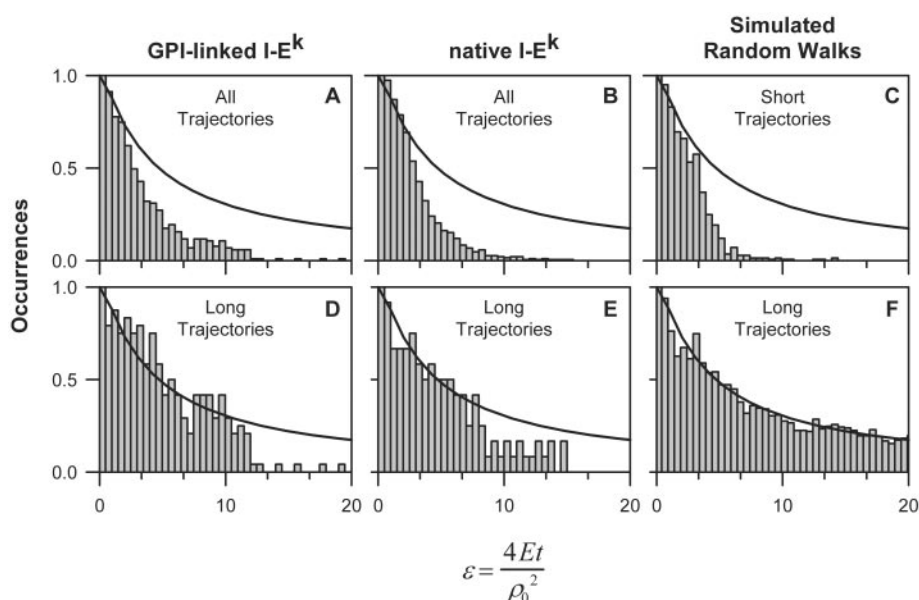 GPI-linked I-E^k
native I-E^k
Simulated
Random Walks
Occurrences
1.0
0.5
0.0
All
Trajectories
A
All
Trajectories
B
Short
Trajectories
C
1.0
0.5
0.0
Long
Trajectories
D
Long
Trajectories
E
Long
Trajectories
F
0 10 20
0 10 20
0 10 20
ε = 4Et / ρ₀²